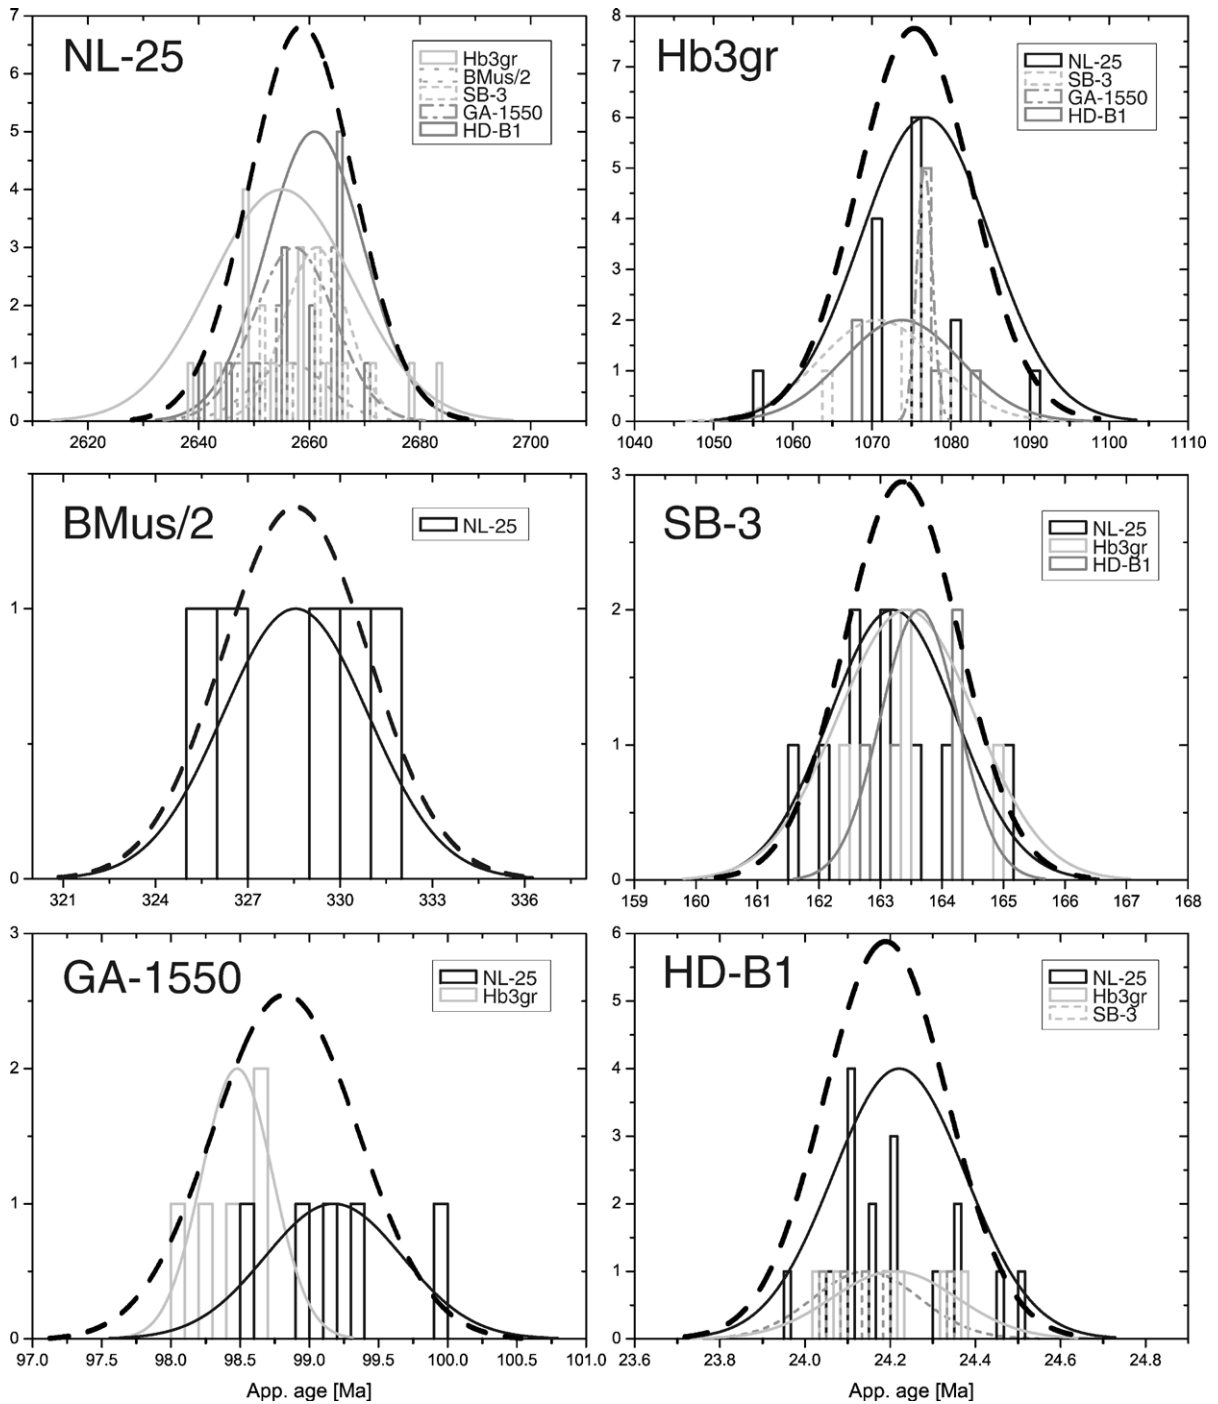 NL-25
Hb3gr
BMus/2
SB-3
GA-1550
HD-B1
7
6
5
4
3
2
1
0
2620 2640 2660 2680 2700
Hb3gr
NL-25
SB-3
GA-1550
HD-B1
8
7
6
5
4
3
2
1
0
1040 1050 1060 1070 1080 1090 1100 1110
BMus/2
NL-25
1
0
321 324 327 330 333 336
SB-3
NL-25
Hb3gr
HD-B1
3
2
1
0
159 160 161 162 163 164 165 166 167 168
GA-1550
NL-25
Hb3gr
3
2
1
0
97.0 97.5 98.0 98.5 99.0 99.5 100.0 100.5 101.0
App. age [Ma]
HD-B1
NL-25
Hb3gr
SB-3
6
5
4
3
2
1
0
23.6 23.8 24.0 24.2 24.4 24.6 24.8
App. age [Ma]